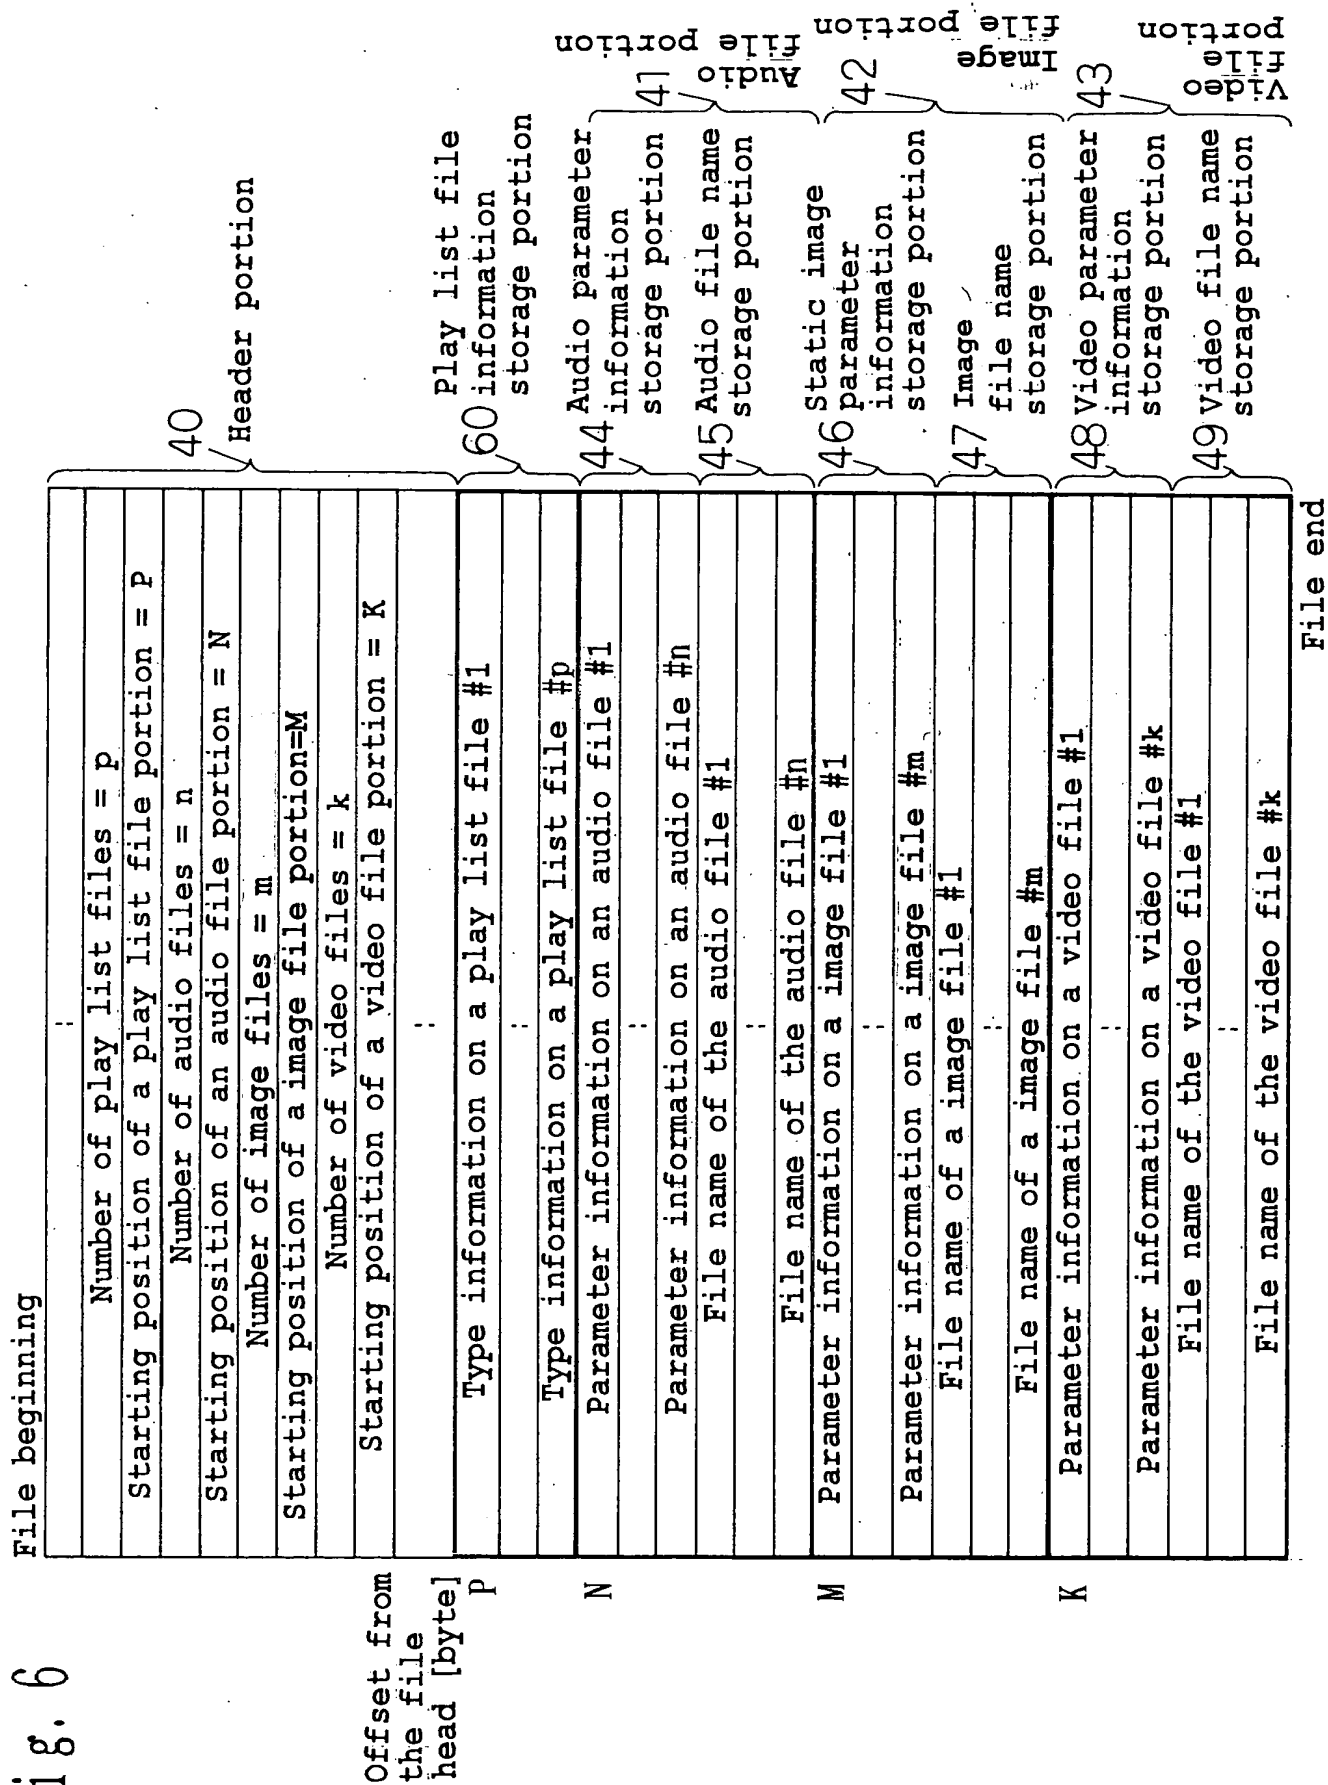 ig. 6
File beginning
:
Number of play list files = p
Starting position of a play list file portion = P
Number of audio files = n
Starting position of an audio file portion = N
Number of image files = m
Starting position of a image file portion=M
Number of video files = k
Starting position of a video file portion = K
:
40
Header portion
Offset from
the file
head [byte]
P
Type information on a play list file #1
:
Type information on a play list file #p
60
Play list file
information
storage portion
N
Parameter information on an audio file #1
:
Parameter information on an audio file #n
44
Audio parameter
information
storage portion
File name of the audio file #1
:
File name of the audio file #n
45
Audio file name
storage portion
41
Audio
file portion
M
Parameter information on a image file #1
:
Parameter information on a image file #m
46
Static image
parameter
information
storage portion
File name of a image file #1
:
File name of a image file #m
47
Image
file name
storage portion
42
Image
file portion
K
Parameter information on a video file #1
:
Parameter information on a video file #k
48
Video parameter
information
storage portion
File name of the video file #1
:
File name of the video file #k
49
Video file name
storage portion
43
Video
file
portion
File end